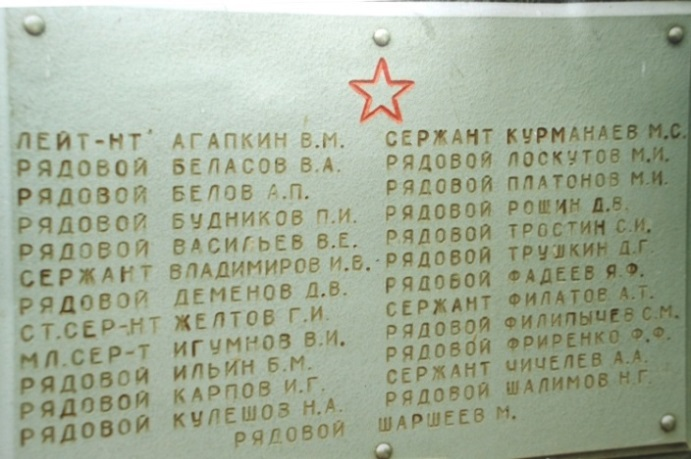 ЛЕЙТ-НТ АГАПКИН В.М.
РЯДОВОЙ БЕЛАСОВ В.А.
РЯДОВОЙ БЕЛОВ А.П.
РЯДОВОЙ БУДНИКОВ П.И.
РЯДОВОЙ ВАСИЛЬЕВ В.Е.
СЕРЖАНТ ВЛАДИМИРОВ И.В.
РЯДОВОЙ ДЕМЕНОВ Д.В.
СТ.СЕР-НТ ЖЕЛТОВ Г.И.
МЛ.СЕР-Т ИГУМНОВ В.И.
РЯДОВОЙ ИЛЬИН Б.М.
РЯДОВОЙ КАРПОВ И.Г.
РЯДОВОЙ КУЛЕШОВ Н.А.
СЕРЖАНТ КУРМАНАЕВ М.С.
РЯДОВОЙ ЛОСКУТОВ М.И.
РЯДОВОЙ ПЛАТОНОВ М.И.
РЯДОВОЙ РОШИН Д.В.
РЯДОВОЙ ТРОСТИН С.И.
РЯДОВОЙ ТРУШКИН Д.Г.
РЯДОВОЙ ФАДЕЕВ Я.Ф.
СЕРЖАНТ ФИЛАТОВ А.Т.
РЯДОВОЙ ФИЛИПЫЧЕВ С.М.
РЯДОВОЙ ФРИРЕНКО Ф.Ф.
СЕРЖАНТ ЧИЧЕЛЕВ А.А.
РЯДОВОЙ ШАЛИМОВ Н.Г.
РЯДОВОЙ ШАРШЕЕВ М.